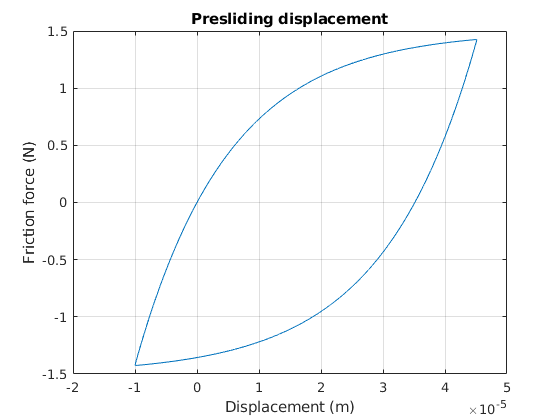 Presliding displacement
1.5
1
0.5
0
-0.5
-1
-1.5
Friction force (N)
-2 -1 0 1 2 3 4 5
Displacement (m)
×10^-5